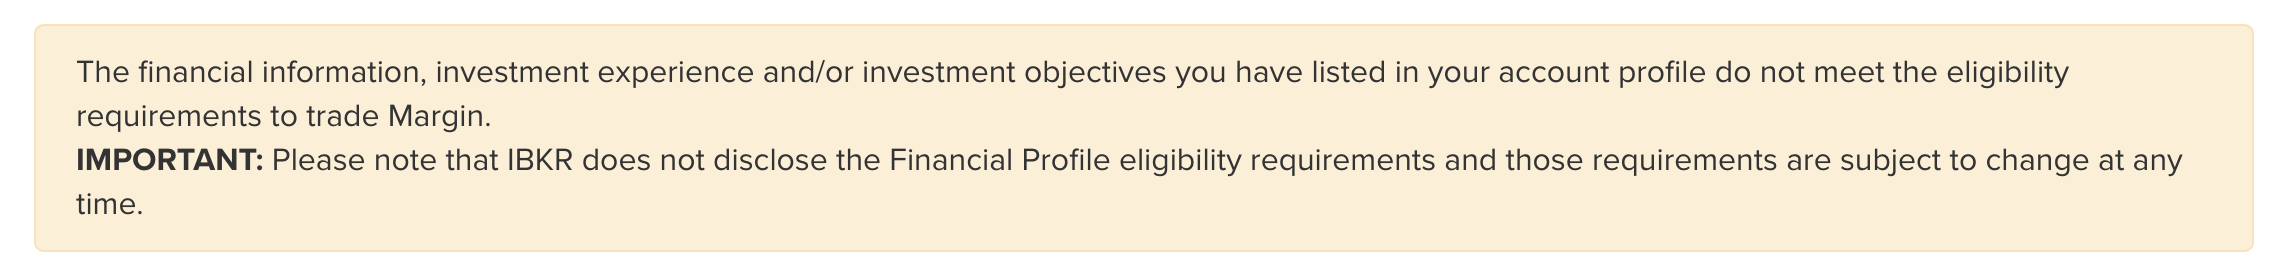 The financial information, investment experience and/or investment objectives you have listed in your account profile do not meet the eligibility
requirements to trade Margin.
IMPORTANT: Please note that IBKR does not disclose the Financial Profile eligibility requirements and those requirements are subject to change at any
time.